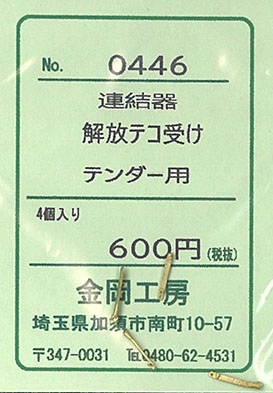 No. 0446
連結器
解放テコ受け
テンダー用
4個入り
600円(税抜)
金岡工房
埼玉県加須市南町10-57
〒347-0031 TEL0480-62-4531